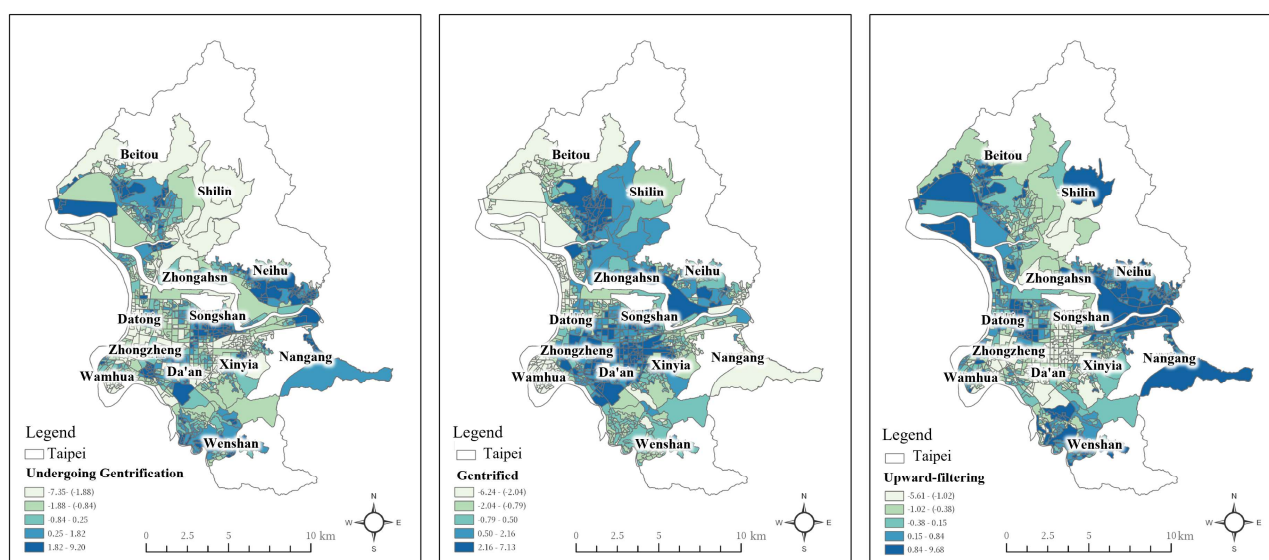 Beitou
Shilin
Neihu
Zhongahsn
Datong
Songshan
Zhongzheng
Nangang
Xinyia
Wamhua
Da'an
Wenshan
Legend
Taipei
Undergoing Gentrification
-7.35- (-1.88)
-1.88 - (-0.84)
-0.84 - 0.25
0.25 - 1.82
1.82 - 9.20
N
W E
S
0 5 10 km
Beitou
Shilin
Neihu
Zhongahsn
Datong
Songshan
Zhongzheng
Nangang
Xinyia
Wamhua
Da'an
Wenshan
Legend
Taipei
Gentrified
-6.24 - (-2.04)
-2.04 - (-0.79)
-0.79 - 0.50
0.50 - 2.16
2.16 - 7.13
N
W E
S
0 5 10 km
Beitou
Shilin
Neihu
Zhongahsn
Datong
Songshan
Zhongzheng
Nangang
Xinyia
Wamhua
Da'an
Wenshan
Legend
Taipei
Upward-filtering
-5.61 - (-1.02)
-1.02 - (-0.38)
-0.38 - 0.15
0.15 - 0.84
0.84 - 9.68
N
W E
S
0 5 10 km